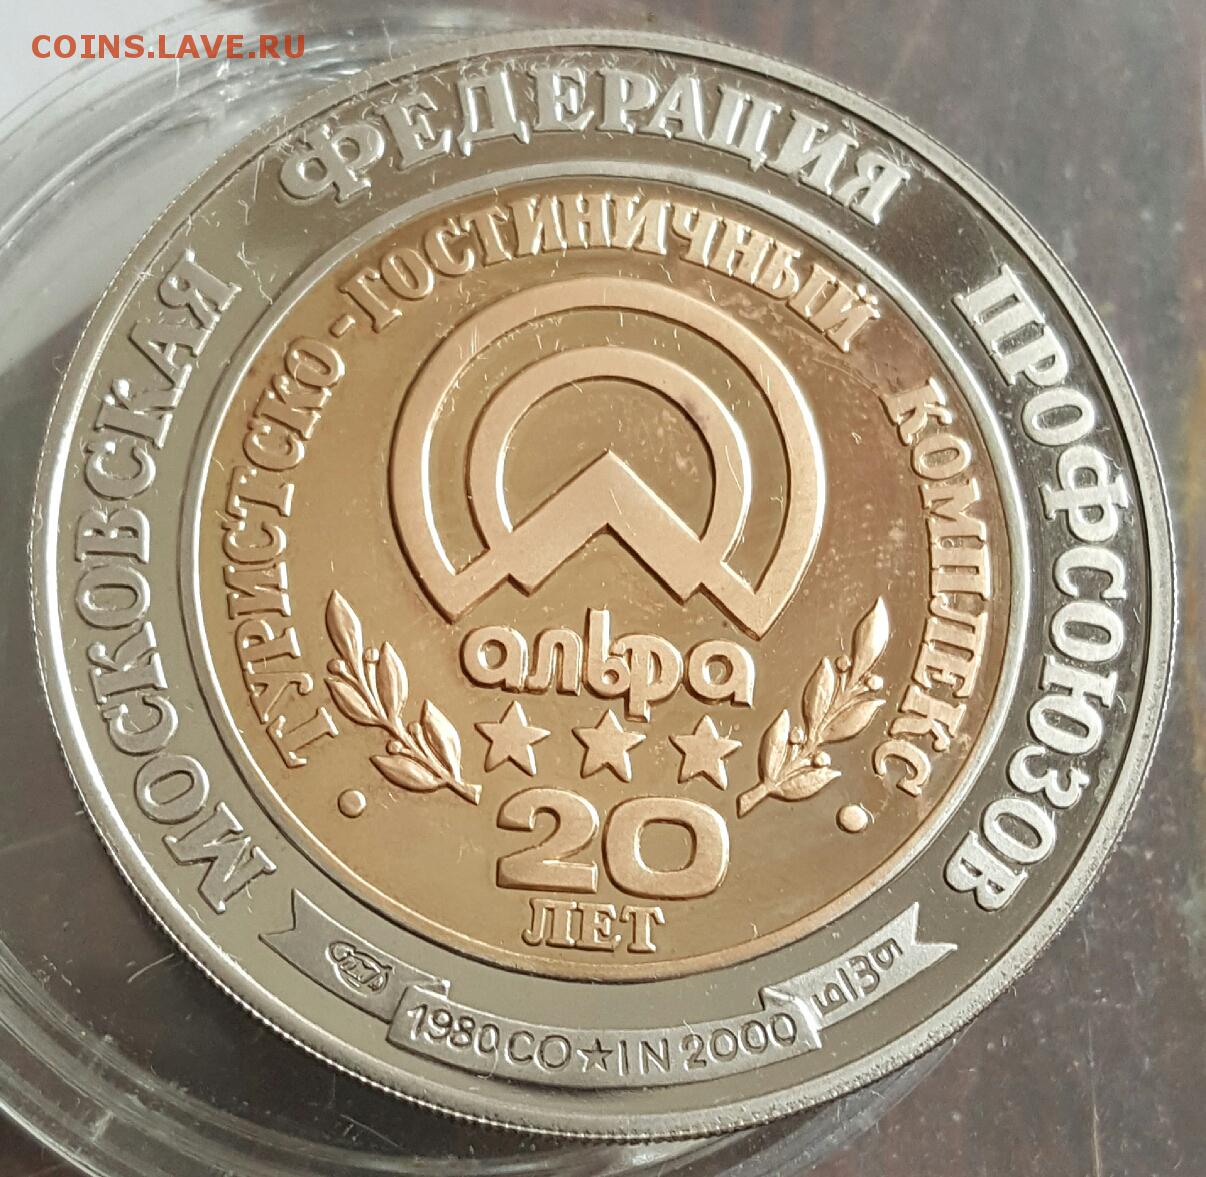 COINS.LAVE.RU
МОСКОВСКАЯ ФЕДЕРАЦИЯ ПРОФСОЮЗОВ
ТУРИСТСКО-ГОСТИНИЧНЫЙ КОМПЛЕКС
альфа
20
ЛЕТ
1980 CO★IN 2000